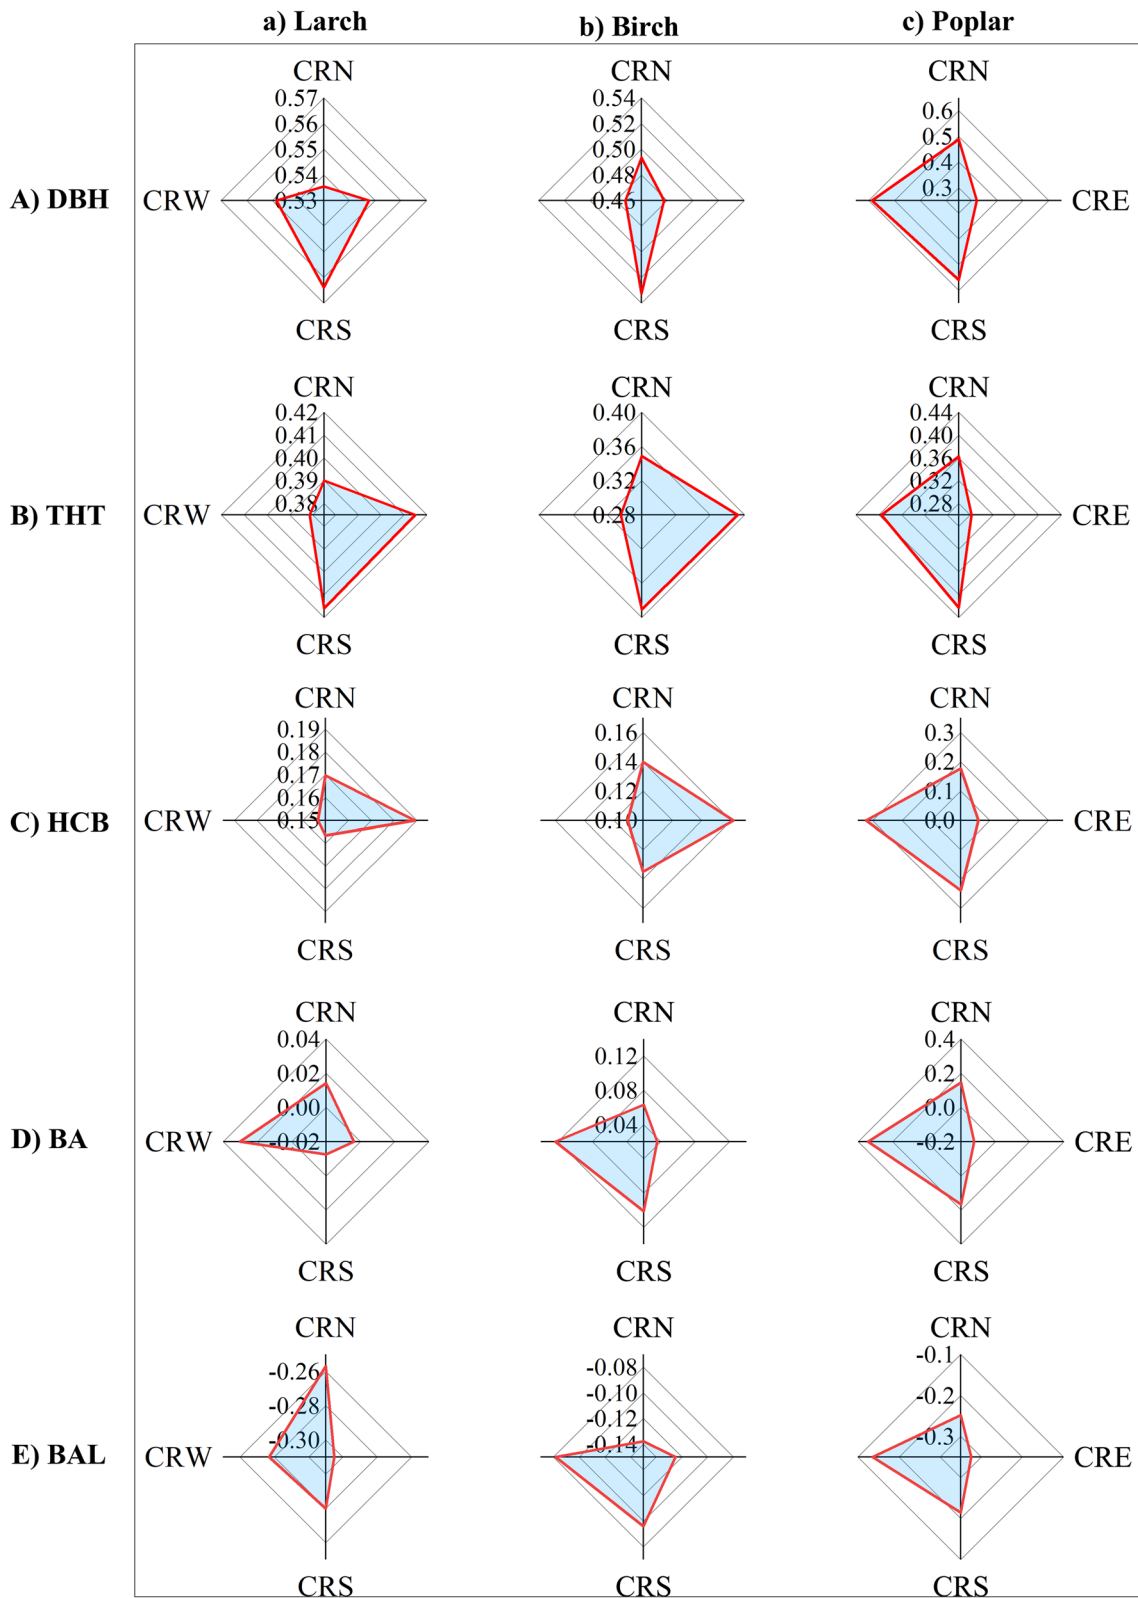 a) Larch b) Birch c) Poplar
CRN CRN CRN
0.57 0.54 0.6
0.56 0.52 0.5
0.55 0.50 0.4
0.54 0.48 0.3
A) DBH CRW 0.53 0.46 CRE
CRS CRS CRS
CRN CRN CRN
0.42 0.40 0.44
0.41 0.36 0.40
0.40 0.32 0.36
0.39 0.28 0.32
0.38 0.28
B) THT CRW CRE
CRS CRS CRS
CRN CRN CRN
0.19 0.16 0.3
0.18 0.14 0.2
0.17 0.12 0.1
0.16 0.10 0.0
C) HCB CRW 0.15 CRE
CRS CRS CRS
CRN CRN CRN
0.04 0.12 0.4
0.02 0.08 0.2
0.00 0.04 0.0
D) BA CRW -0.02 -0.2 CRE
CRS CRS CRS
CRN CRN CRN
-0.26 -0.08 -0.1
-0.28 -0.10 -0.2
-0.30 -0.12 -0.3
-0.14
E) BAL CRW CRE
CRS CRS CRS